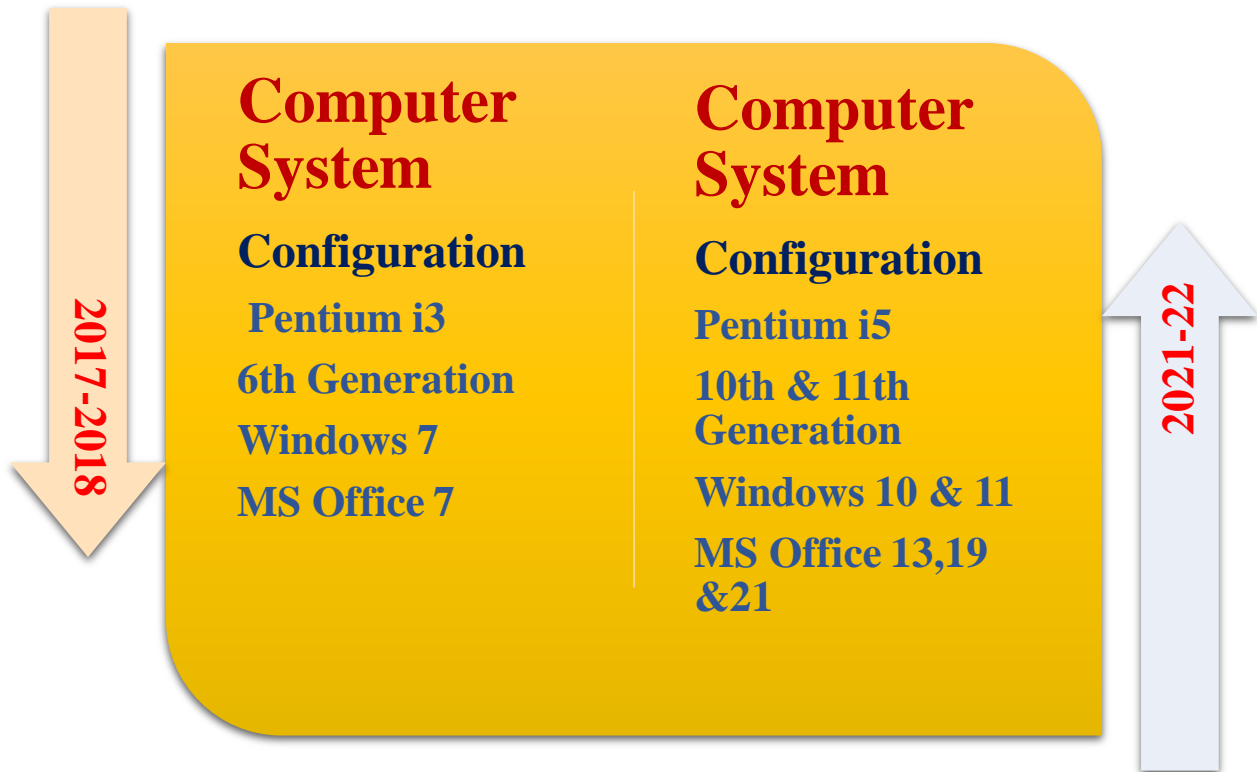 2017-2018
Computer
System
Configuration
Pentium i3
6th Generation
Windows 7
MS Office 7
Computer
System
Configuration
Pentium i5
10th & 11th
Generation
Windows 10 & 11
MS Office 13,19
&21
2021-22